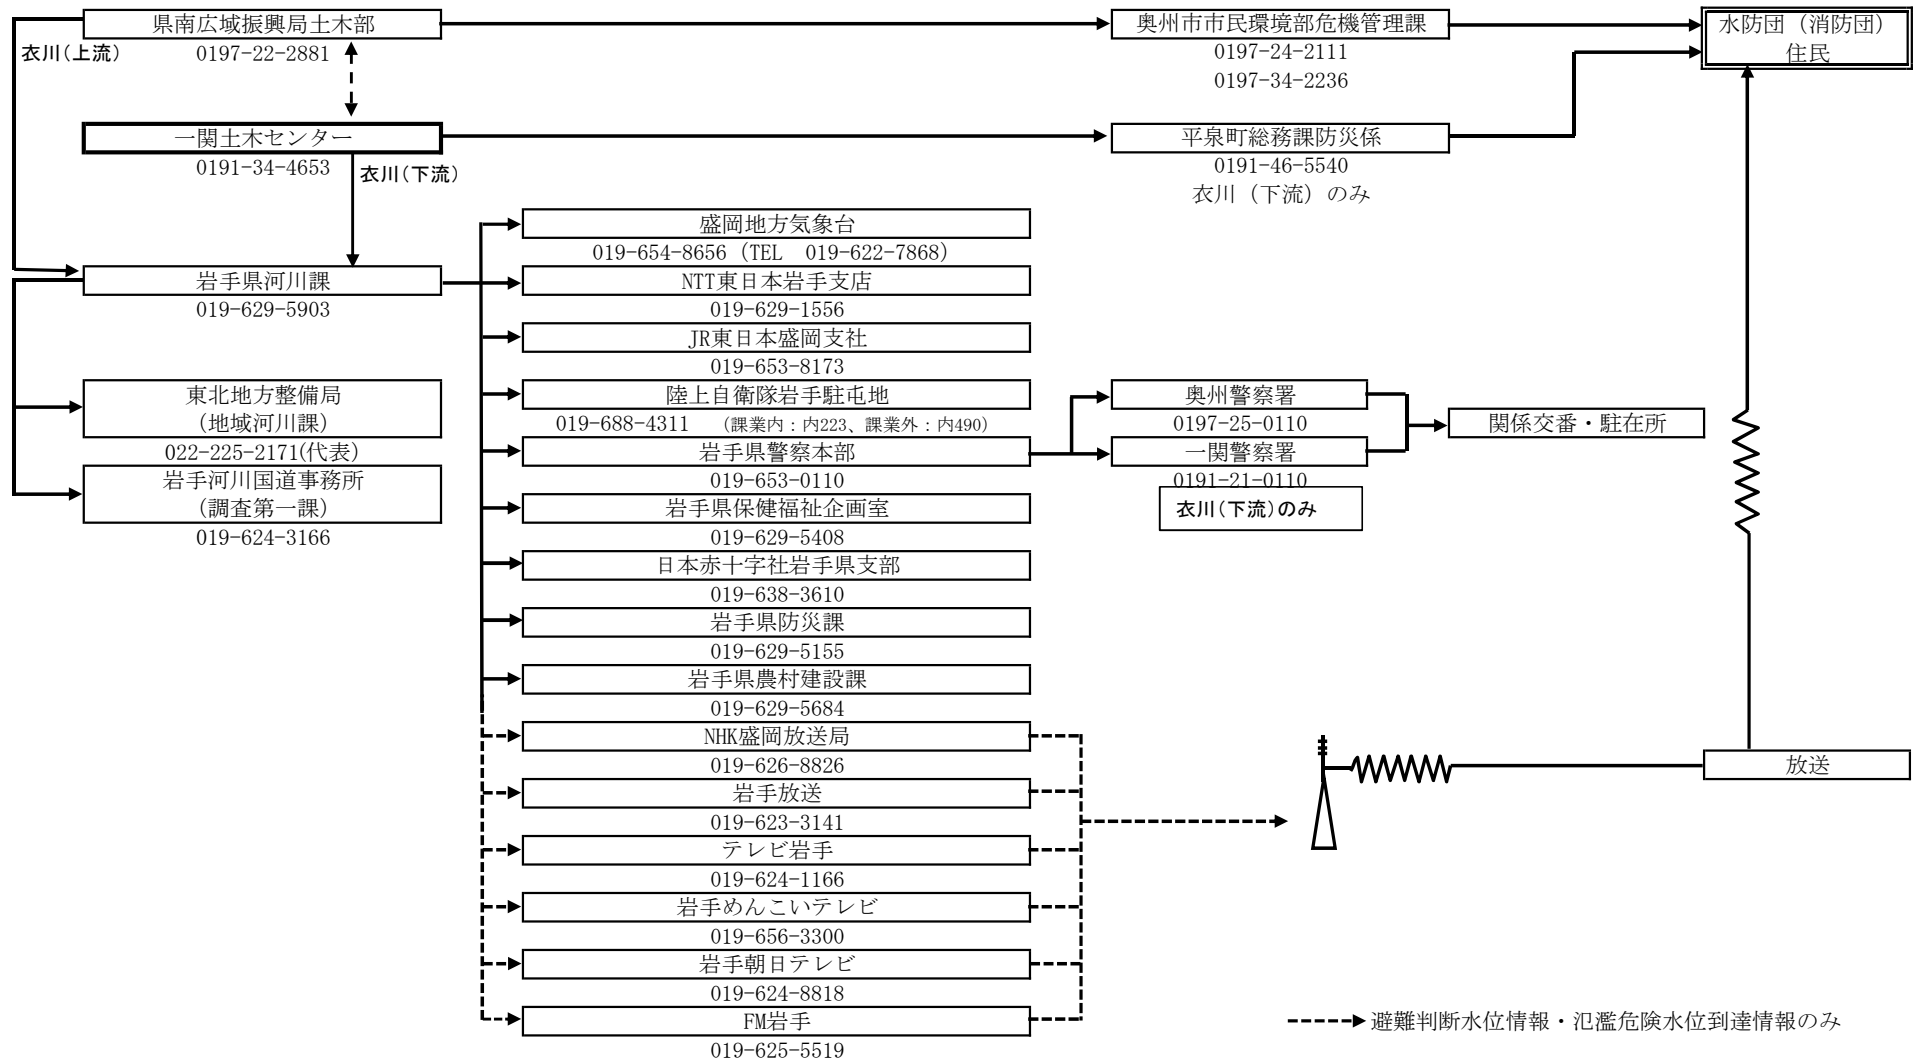 県南広域振興局土木部
0197-22-2881
衣川(上流)
奥州市市民環境部危機管理課
0197-24-2111
0197-34-2236
水防団（消防団）
住民
一関土木センター
0191-34-4653
衣川(下流)
平泉町総務課防災係
0191-46-5540
衣川（下流）のみ
岩手県河川課
019-629-5903
東北地方整備局
（地域河川課）
022-225-2171(代表)
岩手河川国道事務所
（調査第一課）
019-624-3166
盛岡地方気象台
019-654-8656（TEL　019-622-7868）
NTT東日本岩手支店
019-629-1556
JR東日本盛岡支社
019-653-8173
陸上自衛隊岩手駐屯地
019-688-4311　（課業内：内223、課業外：内490）
岩手県警察本部
019-653-0110
岩手県保健福祉企画室
019-629-5408
日本赤十字社岩手県支部
019-638-3610
岩手県防災課
019-629-5155
岩手県農村建設課
019-629-5684
NHK盛岡放送局
019-626-8826
岩手放送
019-623-3141
テレビ岩手
019-624-1166
岩手めんこいテレビ
019-656-3300
岩手朝日テレビ
019-624-8818
FM岩手
019-625-5519
奥州警察署
0197-25-0110
一関警察署
0191-21-0110
衣川(下流)のみ
関係交番・駐在所
放送
避難判断水位情報・氾濫危険水位到達情報のみ